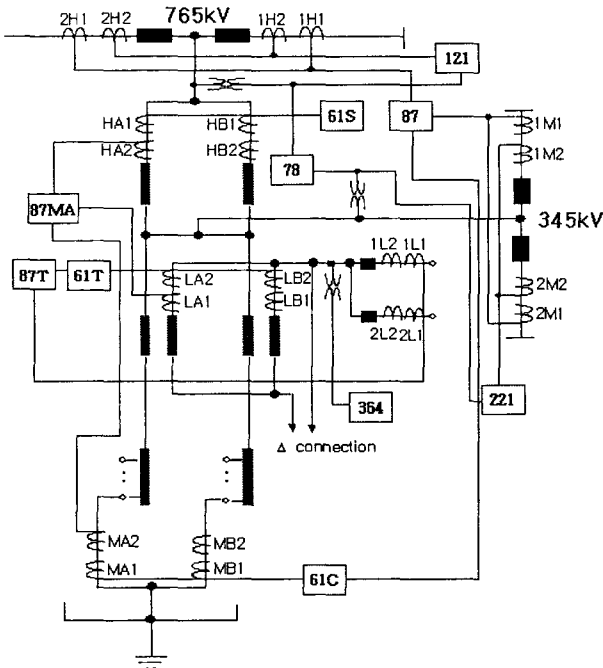 765kV
2H1 2H2 1H2 1H1
121
HA1 HB1 61S 87 1M1
HA2 HB2 1M2
78
87MA
345kV
1L2 1L1
87T 61T LA2 LB2
LA1 LB1 2M2
2L2 2L1 2M1
364 221
Δ connection
MA2 MB2
MA1 MB1 61C